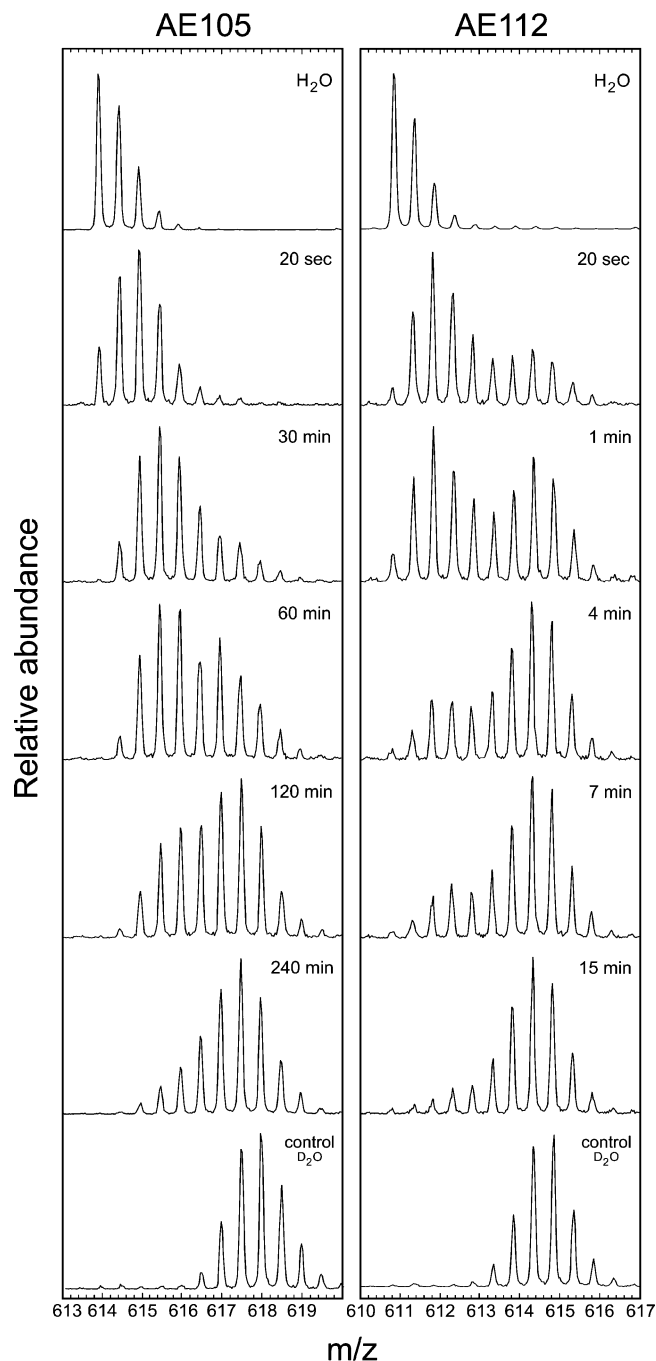 AE105
AE112
H2O
H2O
20 sec
20 sec
30 min
1 min
60 min
4 min
120 min
7 min
240 min
15 min
control
D2O
control
D2O
Relative abundance
613 614 615 616 617 618 619
610 611 612 613 614 615 616 617
m/z